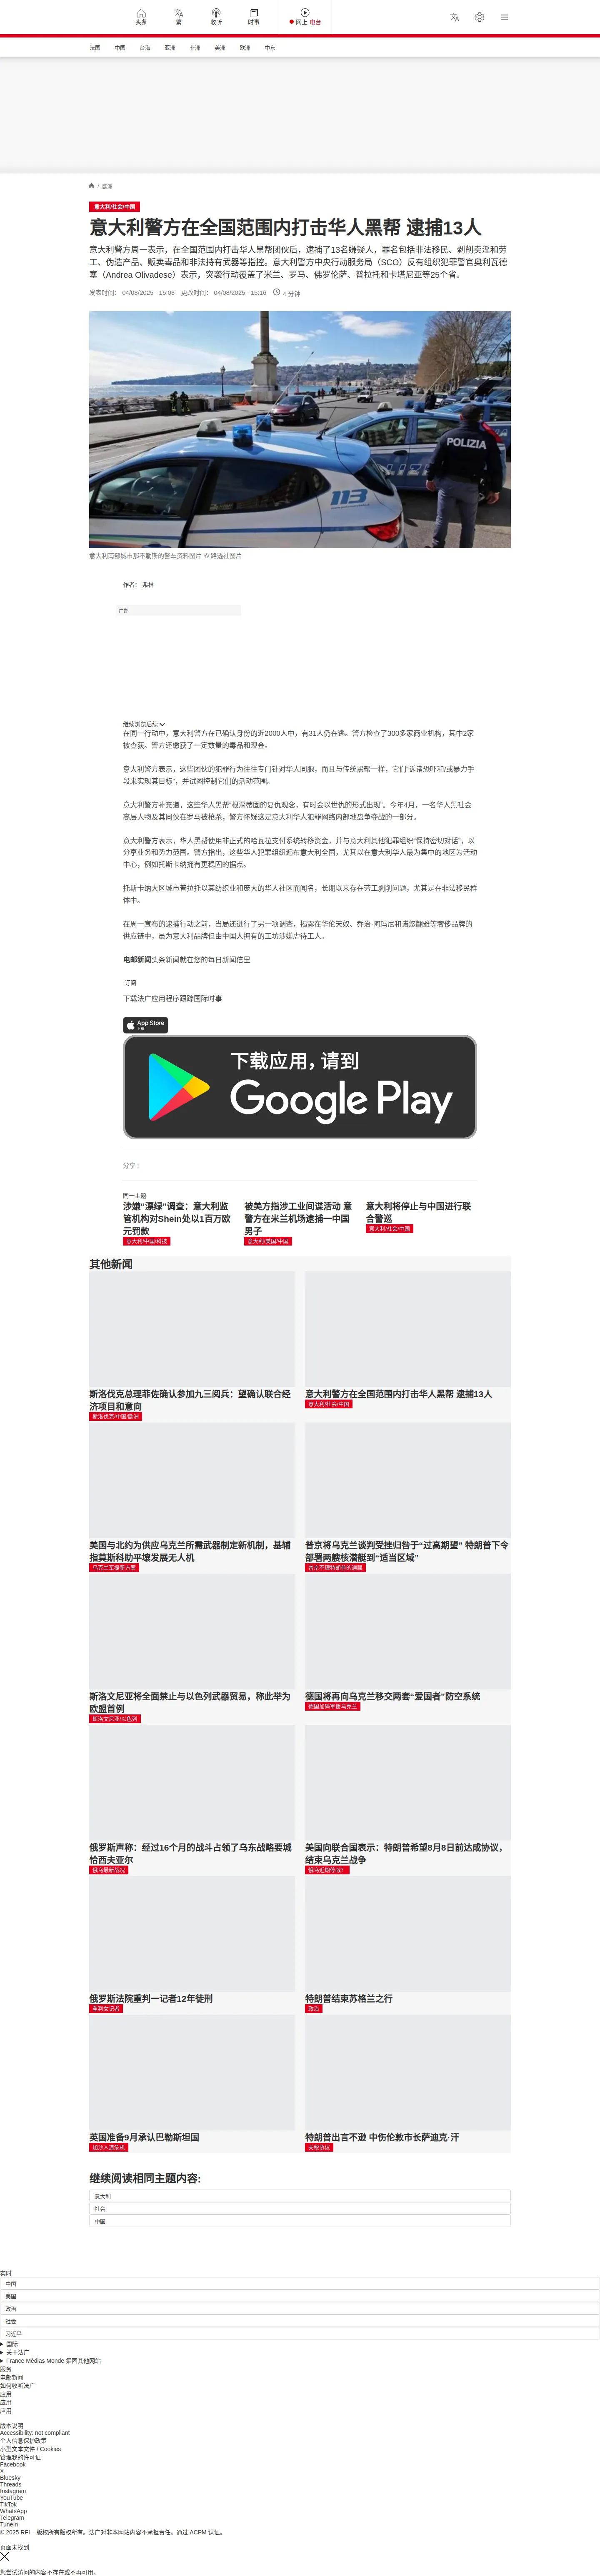 头条
繁
收听
时事
网上 电台
法国
中国
台海
亚洲
非洲
美洲
欧洲
中东
/ 欧洲
意大利/社会/中国
意大利警方在全国范围内打击华人黑帮 逮捕13人
意大利警方周一表示，在全国范围内打击华人黑帮团伙后，逮捕了13名嫌疑人，罪名包括非法移民、剥削卖淫和劳
工、伪造产品、贩卖毒品和非法持有武器等指控。意大利警方中央行动服务局（SCO）反有组织犯罪警官奥利瓦德
塞（Andrea Olivadese）表示，突袭行动覆盖了米兰、罗马、佛罗伦萨、普拉托和卡塔尼亚等25个省。
发表时间： 04/08/2025 - 15:03 更改时间： 04/08/2025 - 15:16 4 分钟
POLIZIA
113
意大利南部城市那不勒斯的警车资料图片 © 路透社图片
作者： 弗林
广告
继续浏览后续
在同一行动中，意大利警方在已确认身份的近2000人中，有31人仍在逃。警方检查了300多家商业机构，其中2家
被查获。警方还缴获了一定数量的毒品和现金。
意大利警方表示，这些团伙的犯罪行为往往专门针对华人同胞，而且与传统黑帮一样，它们“诉诸恐吓和/或暴力手
段来实现其目标”，并试图控制它们的活动范围。
意大利警方补充道，这些华人黑帮“根深蒂固的复仇观念，有时会以世仇的形式出现”。今年4月，一名华人黑社会
高层人物及其同伙在罗马被枪杀，警方怀疑这是意大利华人犯罪网络内部地盘争夺战的一部分。
意大利警方表示，华人黑帮使用非正式的哈瓦拉支付系统转移资金，并与意大利其他犯罪组织“保持密切对话”，以
分享业务和势力范围。警方指出，这些华人犯罪组织遍布意大利全国，尤其以在意大利华人最为集中的地区为活动
中心，例如托斯卡纳拥有更稳固的据点。
托斯卡纳大区城市普拉托以其纺织业和庞大的华人社区而闻名，长期以来存在劳工剥削问题，尤其是在非法移民群
体中。
在周一宣布的逮捕行动之前，当局还进行了另一项调查，揭露在华伦天奴、乔治·阿玛尼和诺悠翩雅等奢侈品牌的
供应链中，虽为意大利品牌但由中国人拥有的工坊涉嫌虐待工人。
电邮新闻头条新闻就在您的每日新闻信里
订阅
下载法广应用程序跟踪国际时事
App Store
下载
下载应用，请到
Google Play
分享 :
同一主题
涉嫌“漂绿”调查：意大利监
管机构对Shein处以1百万欧
元罚款
意大利/中国/科技
被美方指涉工业间谍活动 意
警方在米兰机场逮捕一中国
男子
意大利/美国/中国
意大利将停止与中国进行联
合警巡
意大利/社会/中国
其他新闻
斯洛伐克总理菲佐确认参加九三阅兵：望确认联合经
济项目和意向
斯洛伐克/中国/欧洲
意大利警方在全国范围内打击华人黑帮 逮捕13人
意大利/社会/中国
美国与北约为供应乌克兰所需武器制定新机制，基辅
指莫斯科助平壤发展无人机
乌克兰军援新方案
普京将乌克兰谈判受挫归咎于“过高期望” 特朗普下令
部署两艘核潜艇到“适当区域”
普京不理特朗普的通牒
斯洛文尼亚将全面禁止与以色列武器贸易，称此举为
欧盟首例
斯洛文尼亚/以色列
德国将再向乌克兰移交两套“爱国者”防空系统
德国加码军援乌克兰
俄罗斯声称：经过16个月的战斗占领了乌东战略要城
恰西夫亚尔
俄乌最新战况
美国向联合国表示：特朗普希望8月8日前达成协议，
结束乌克兰战争
俄乌近期停战？
俄罗斯法院重判一记者12年徒刑
重判女记者
特朗普结束苏格兰之行
政治
英国准备9月承认巴勒斯坦国
加沙人道危机
特朗普出言不逊 中伤伦敦市长萨迪克·汗
关税协议
继续阅读相同主题内容:
意大利
社会
中国
实时
中国
美国
政治
社会
习近平
国际
关于法广
France Médias Monde 集团其他网站
服务
电邮新闻
如何收听法广
应用
应用
应用
版本说明
Accessibility: not compliant
个人信息保护政策
小型文本文件 / Cookies
管理我的许可证
Facebook
X
Bluesky
Threads
Instagram
YouTube
TikTok
WhatsApp
Telegram
TuneIn
© 2025 RFI – 版权所有版权所有。法广对非本网站内容不承担责任。通过 ACPM 认证。
页面未找到
您尝试访问的内容不存在或不再可用。